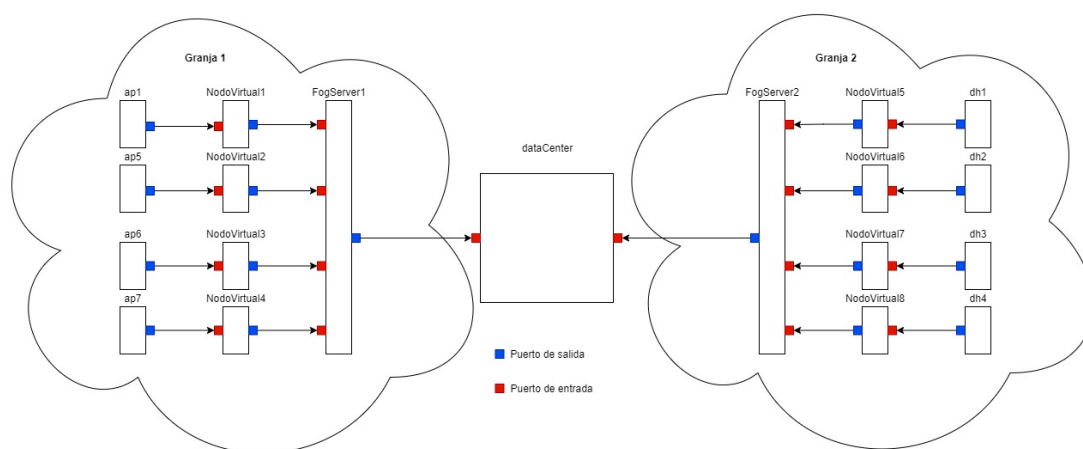 Granja 1
Granja 2
ap1
NodoVirtual1
FogServer1
FogServer2
NodoVirtual5
dh1
dataCenter
ap5
NodoVirtual2
NodoVirtual6
dh2
ap6
NodoVirtual3
NodoVirtual7
dh3
ap7
NodoVirtual4
NodoVirtual8
dh4
Puerto de salida
Puerto de entrada